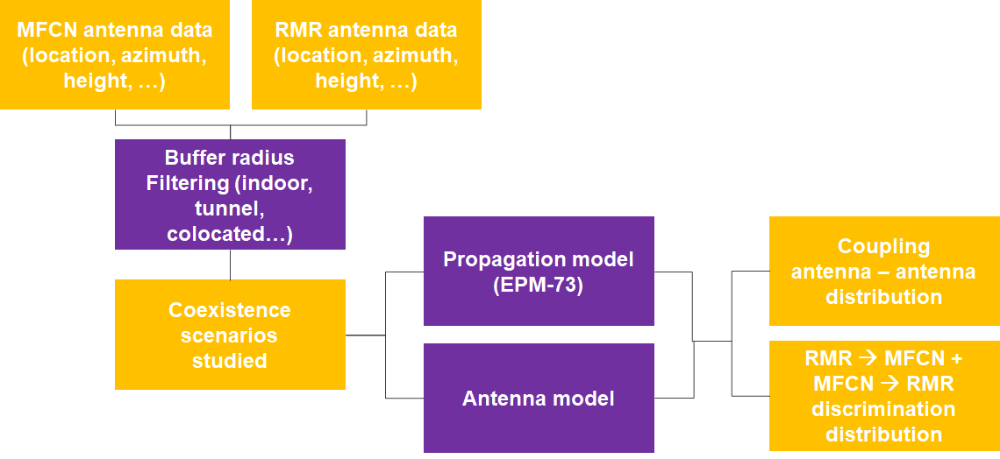 MFCN antenna data
(location, azimuth,
height, …)
RMR antenna data
(location, azimuth,
height, …)
Buffer radius
Filtering (indoor,
tunnel,
colocated…)
Coexistence
scenarios
studied
Propagation model
(EPM-73)
Antenna model
Coupling
antenna – antenna
distribution
RMR → MFCN +
MFCN → RMR
discrimination
distribution